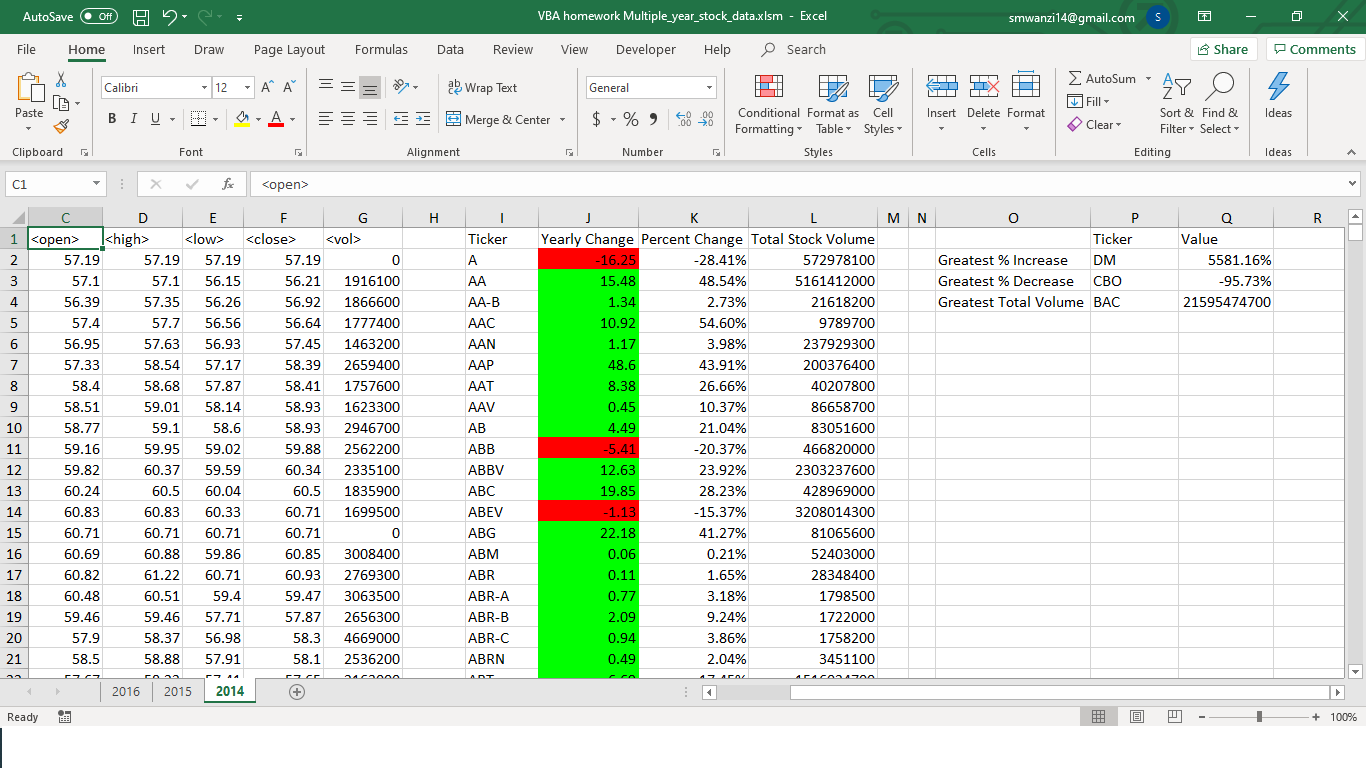 AutoSave Off VBA homework Multiple_year_stock_data.xlsm - Excel smwanzi14@gmail.com S
File Home Insert Draw Page Layout Formulas Data Review View Developer Help Search Share Comments
Calibri 12 ab Wrap Text General AutoSum
Paste Conditional Formatting Format as Table Cell Styles Insert Delete Format Fill Sort & Filter Find & Select Ideas
B I U A Merge & Center $ % Clear
Clipboard Font Alignment Number Styles Cells Editing Ideas
C1 fx <open>
C D E F G H I J K L M N O P Q R
1 <open> <high> <low> <close> <vol> Ticker Yearly Change Percent Change Total Stock Volume Ticker Value
2 57.19 57.19 57.19 57.19 0 A -16.25 -28.41% 572978100 Greatest % Increase DM 5581.16%
3 57.1 57.1 56.15 56.21 1916100 AA 15.48 48.54% 5161412000 Greatest % Decrease CBO -95.73%
4 56.39 57.35 56.26 56.92 1866600 AA-B 1.34 2.73% 21618200 Greatest Total Volume BAC 21595474700
5 57.4 57.7 56.56 56.64 1777400 AAC 10.92 54.60% 9789700
6 56.95 57.63 56.93 57.45 1463200 AAN 1.17 3.98% 237929300
7 57.33 58.54 57.17 58.39 2659400 AAP 48.6 43.91% 200376400
8 58.4 58.68 57.87 58.41 1757600 AAT 8.38 26.66% 40207800
9 58.51 59.01 58.14 58.93 1623300 AAV 0.45 10.37% 86658700
10 58.77 59.1 58.6 58.93 2946700 AB 4.49 21.04% 83051600
11 59.16 59.95 59.02 59.88 2562200 ABB -5.41 -20.37% 466820000
12 59.82 60.37 59.59 60.34 2335100 ABBV 12.63 23.92% 2303237600
13 60.24 60.5 60.04 60.5 1835900 ABC 19.85 28.23% 428969000
14 60.83 60.83 60.33 60.71 1699500 ABEV -1.13 -15.37% 3208014300
15 60.71 60.71 60.71 60.71 0 ABG 22.18 41.27% 81065600
16 60.69 60.88 59.86 60.85 3008400 ABM 0.06 0.21% 52403000
17 60.82 61.22 60.71 60.93 2769300 ABR 0.11 1.65% 28348400
18 60.48 60.51 59.4 59.47 3063500 ABR-A 0.77 3.18% 1798500
19 59.46 59.46 57.71 57.87 2656300 ABR-B 2.09 9.24% 1722000
20 57.9 58.37 56.98 58.3 4669000 ABR-C 0.94 3.86% 1758200
21 58.5 58.88 57.91 58.1 2536200 ABRN 0.49 2.04% 3451100
2016 2015 2014
Ready 100%